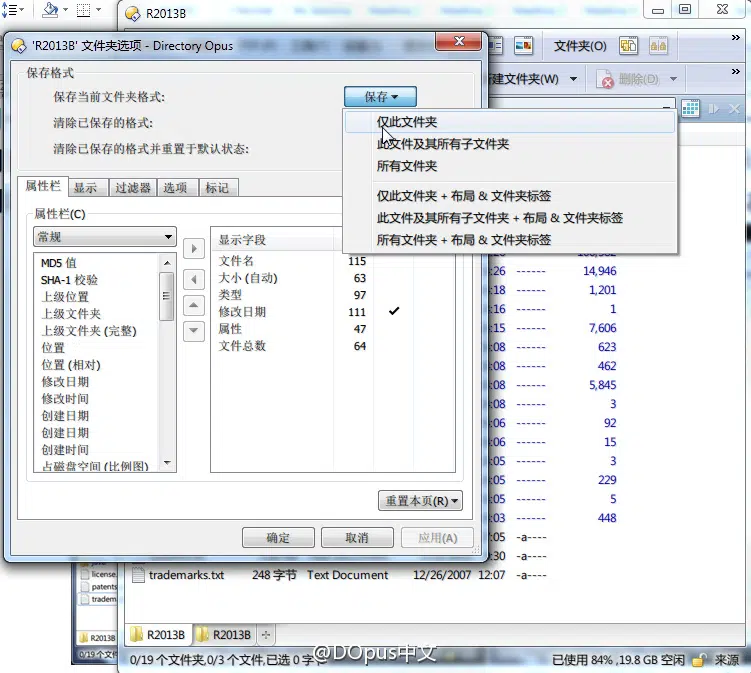 R2013B
'R2013B' 文件夹选项 - Directory Opus
文件夹(O)
建文件夹(W)
删除(D)
保存格式
保存当前文件夹格式:
保存
清除已保存的格式:
清除已保存的格式并重置于默认状态:
仅此文件夹
此文件及其所有子文件夹
所有文件夹
仅此文件夹 + 布局 & 文件夹标签
此文件及其所有子文件夹 + 布局 & 文件夹标签
所有文件夹 + 布局 & 文件夹标签
属性栏
显示
过滤器
选项
标记
属性栏(C)
常规
MD5 值
SHA-1 校验
上级位置
上级文件夹
上级文件夹 (完整)
位置
位置 (相对)
修改日期
修改时间
创建日期
创建日期
创建时间
占磁盘空间 (比例图)
显示字段
文件名 115
大小 (自动) 63
类型 97
修改日期 111
属性 47
文件总数 64
重置本页(R)
确定
取消
应用(A)
:26 ------ 14,946
:18 ------ 1,201
:16 ------ 1
:15 ------ 7,606
:08 ------ 623
:08 ------ 462
:08 ------ 5,845
:08 ------ 3
:06 ------ 92
:06 ------ 15
:05 ------ 3
:05 ------ 229
:05 ------ 5
:03 ------ 448
:05 -a----
:30 -a----
trademarks.txt 248 字节 Text Document 12/26/2007 12:07 -a----
license.
patents
tradem
R2013B
0/19 个文件
R2013B
R2013B
0/19 个文件夹,0/3 个文件,已选 0 字节
@DOpus中文
已使用 84% ,19.8 GB 空闲
来源